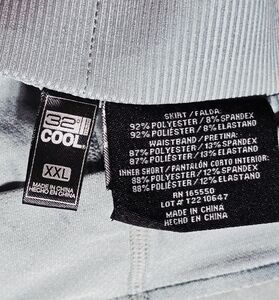 32°
COOL.
XXL
MADE IN CHINA
HECHO EN CHINA
SKIRT / FALDA:
92% POLYESTER / 8% SPANDEX
92% POLIÉSTER / 8% ELASTANO
WAISTBAND / PRETINA:
87% POLYESTER / 13% SPANDEX
87% POLIÉSTER / 13% ELASTANO
INNER SHORT / PANTALÓN CORTO INTERIOR:
88% POLYESTER / 12% SPANDEX
88% POLIÉSTER / 12% ELASTANO
RN 165550
LOT# T2210647
MADE IN CHINA
HECHO EN CHINA